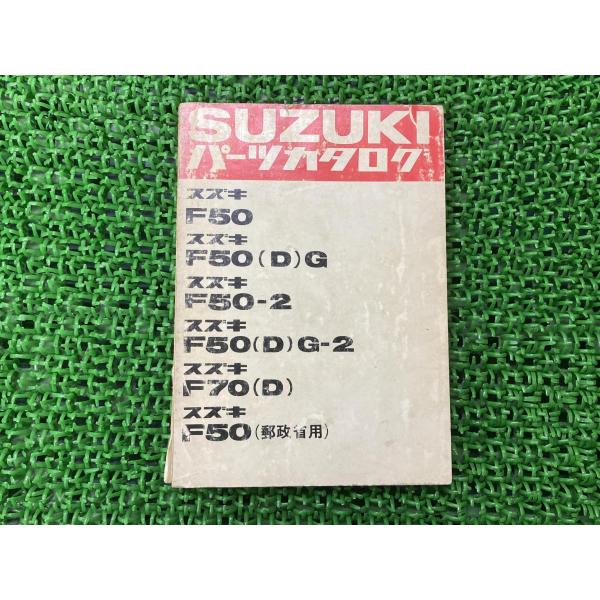 SUZUKI
パーツカタログ
スズキ
F50
スズキ
F50(D)G
スズキ
F50-2
スズキ
F50(D)G-2
スズキ
F70(D)
スズキ
F50(郵政省用)